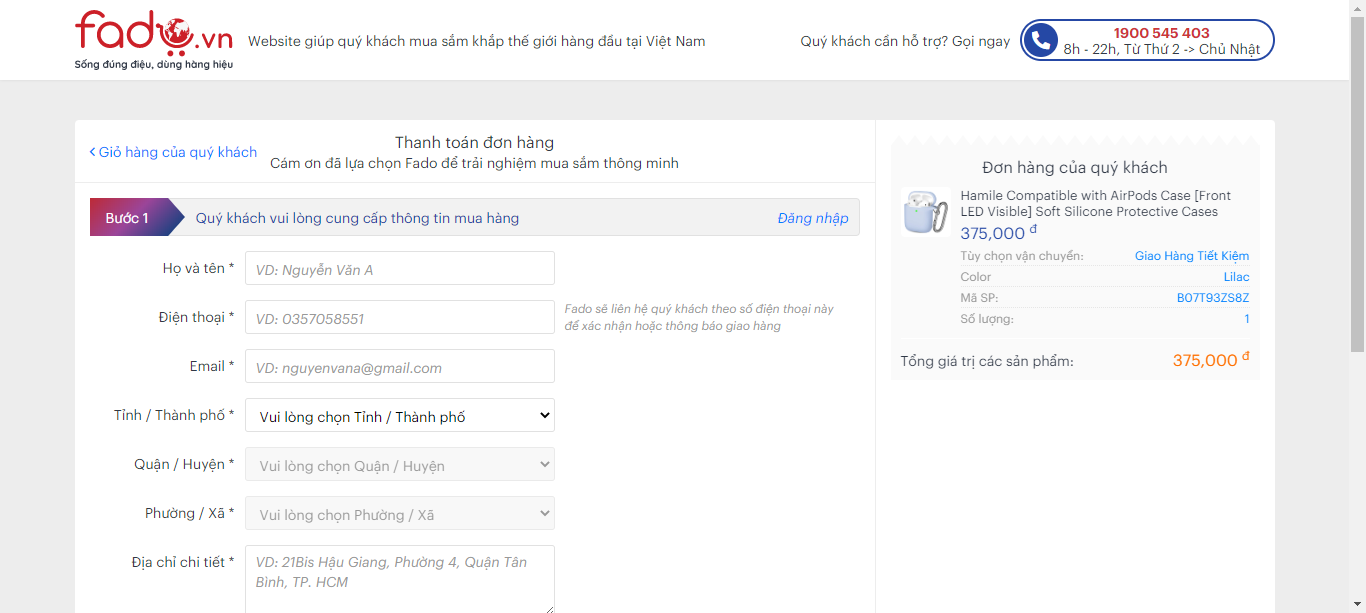 fado.vn
Sống đúng điệu, dùng hàng hiệu
Website giúp quý khách mua sắm khắp thế giới hàng đầu tại Việt Nam
Quý khách cần hỗ trợ? Gọi ngay
1900 545 403
8h - 22h, Từ Thứ 2 -> Chủ Nhật
Giỏ hàng của quý khách
Thanh toán đơn hàng
Cám ơn đã lựa chọn Fado để trải nghiệm mua sắm thông minh
Bước 1
Quý khách vui lòng cung cấp thông tin mua hàng
Đăng nhập
Họ và tên *
VD: Nguyễn Văn A
Điện thoại *
VD: 0357058551
Fado sẽ liên hệ quý khách theo số điện thoại này
để xác nhận hoặc thông báo giao hàng
Email *
VD: nguyenvana@gmail.com
Tỉnh / Thành phố *
Vui lòng chọn Tỉnh / Thành phố
Quận / Huyện *
Vui lòng chọn Quận / Huyện
Phường / Xã *
Vui lòng chọn Phường / Xã
Địa chỉ chi tiết *
VD: 21Bis Hậu Giang, Phường 4, Quận Tân
Bình, TP. HCM
Đơn hàng của quý khách
Hamile Compatible with AirPods Case [Front
LED Visible] Soft Silicone Protective Cases
375,000 đ
Tùy chọn vận chuyển: Giao Hàng Tiết Kiệm
Color Lilac
Mã SP: B07T93ZS8Z
Số lượng: 1
Tổng giá trị các sản phẩm: 375,000 đ